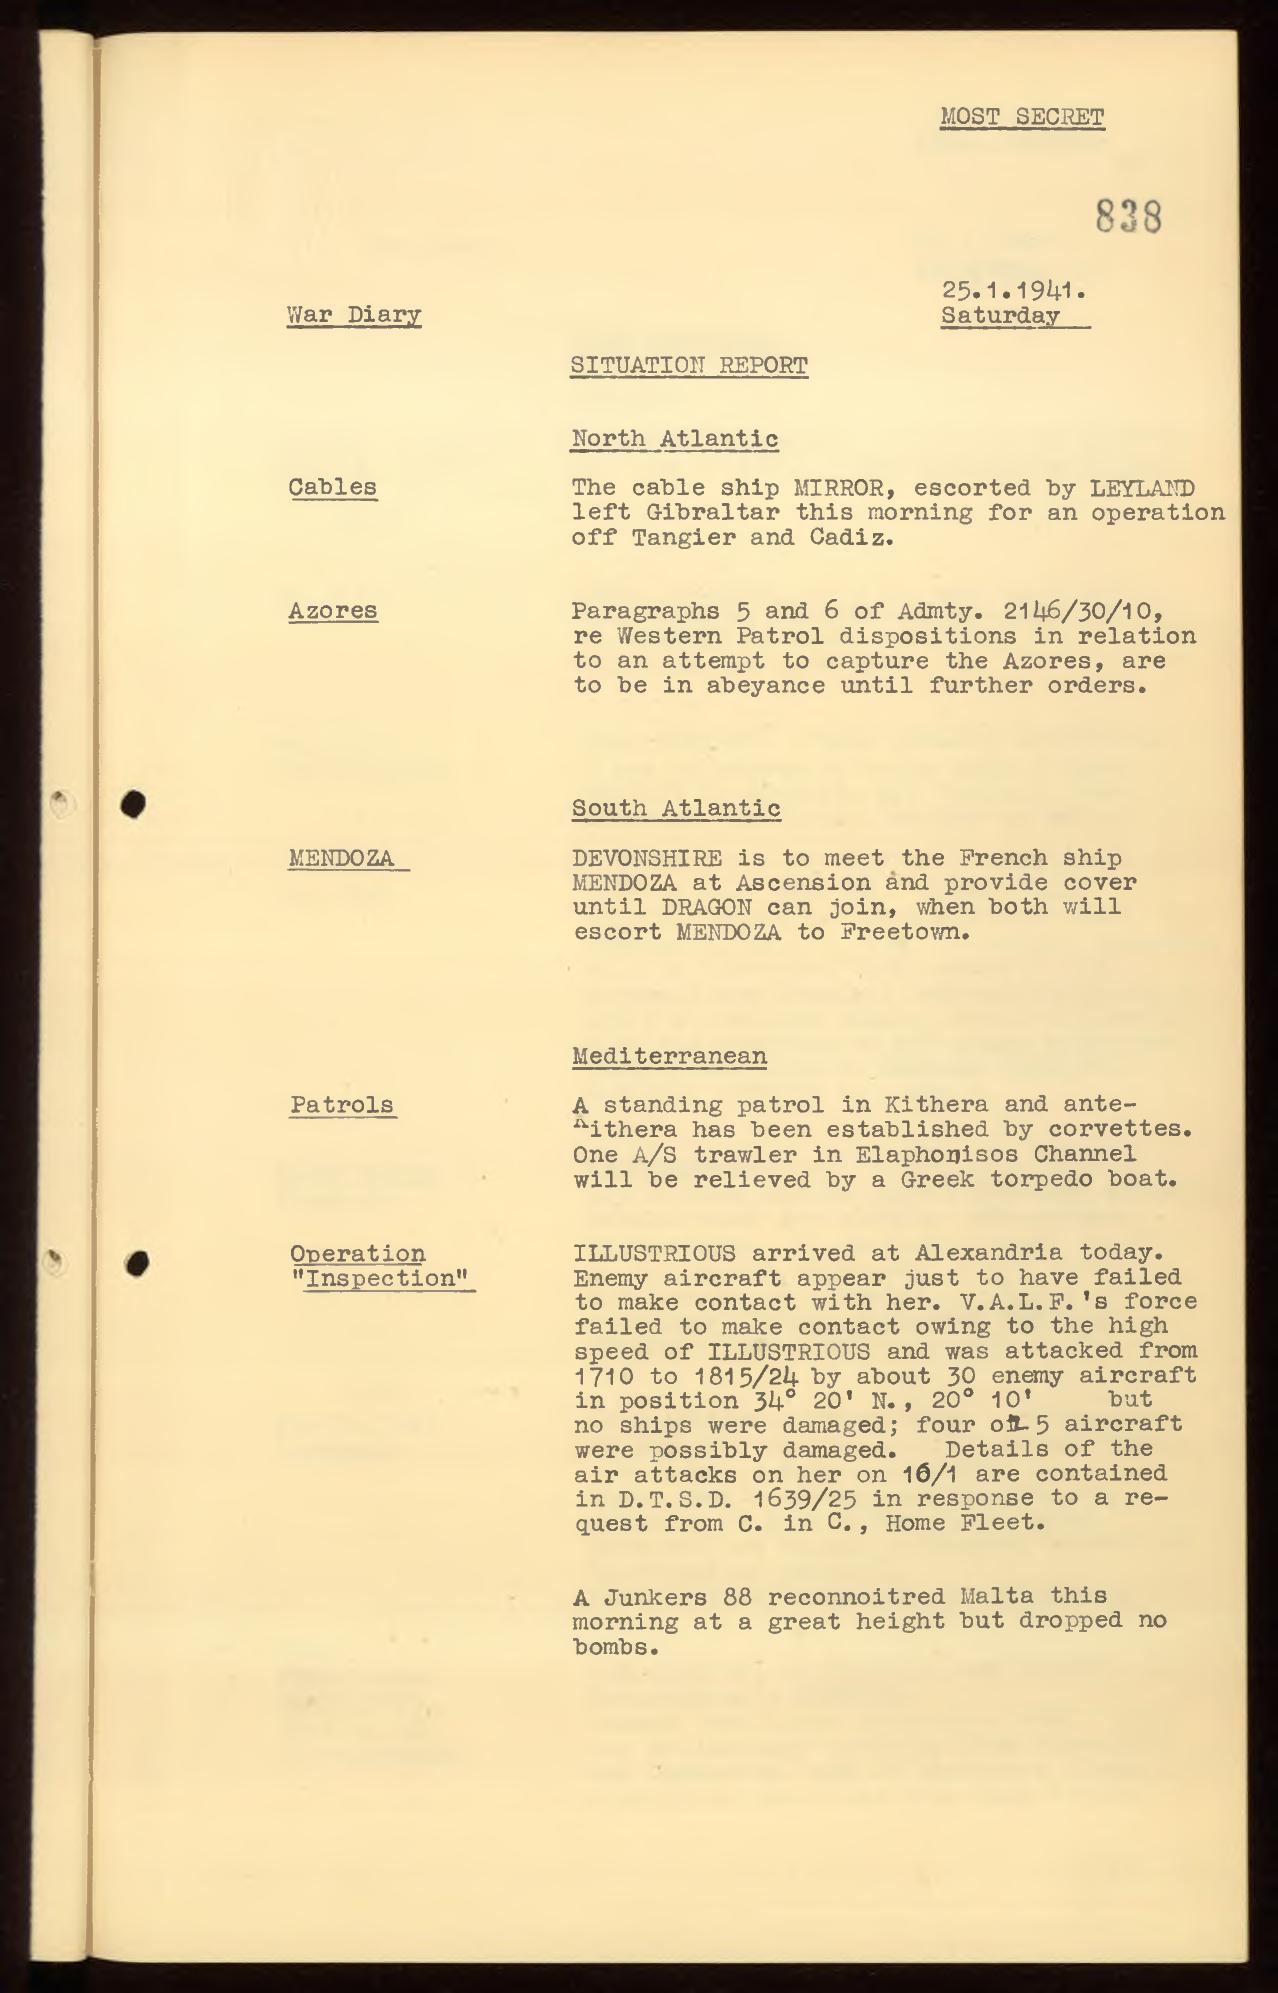 MOST SECRET
838
25.1.1941.
War Diary
Saturday
SITUATION REPORT
North Atlantic
Cables
The cable ship MIRROR, escorted by LEYLAND
left Gibraltar this morning for an operation
off Tangier and Cadiz.
Azores
Paragraphs 5 and 6 of Admty. 2146/30/10,
re Western Patrol dispositions in relation
to an attempt to capture the Azores, are
to be in abeyance until further orders.
South Atlantic
MENDOZA
DEVONSHIRE is to meet the French ship
MENDOZA at Ascension and provide cover
until DRAGON can join, when both will
escort MENDOZA to Freetown.
Mediterranean
Patrols
A standing patrol in Kithera and ante-
Kithera has been established by corvettes.
One A/S trawler in Elaphonisos Channel
will be relieved by a Greek torpedo boat.
Operation
"Inspection"
ILLUSTRIOUS arrived at Alexandria today.
Enemy aircraft appear just to have failed
to make contact with her. V.A.L.F.'s force
failed to make contact owing to the high
speed of ILLUSTRIOUS and was attacked from
1710 to 1815/24 by about 30 enemy aircraft
in position 34° 20' N., 20° 10' but
no ships were damaged; four 5 aircraft
were possibly damaged. Details of the
air attacks on her on 16/1 are contained
in D.T.S.D. 1639/25 in response to a re-
quest from C. in C., Home Fleet.
A Junkers 88 reconnoitred Malta this
morning at a great height but dropped no
bombs.